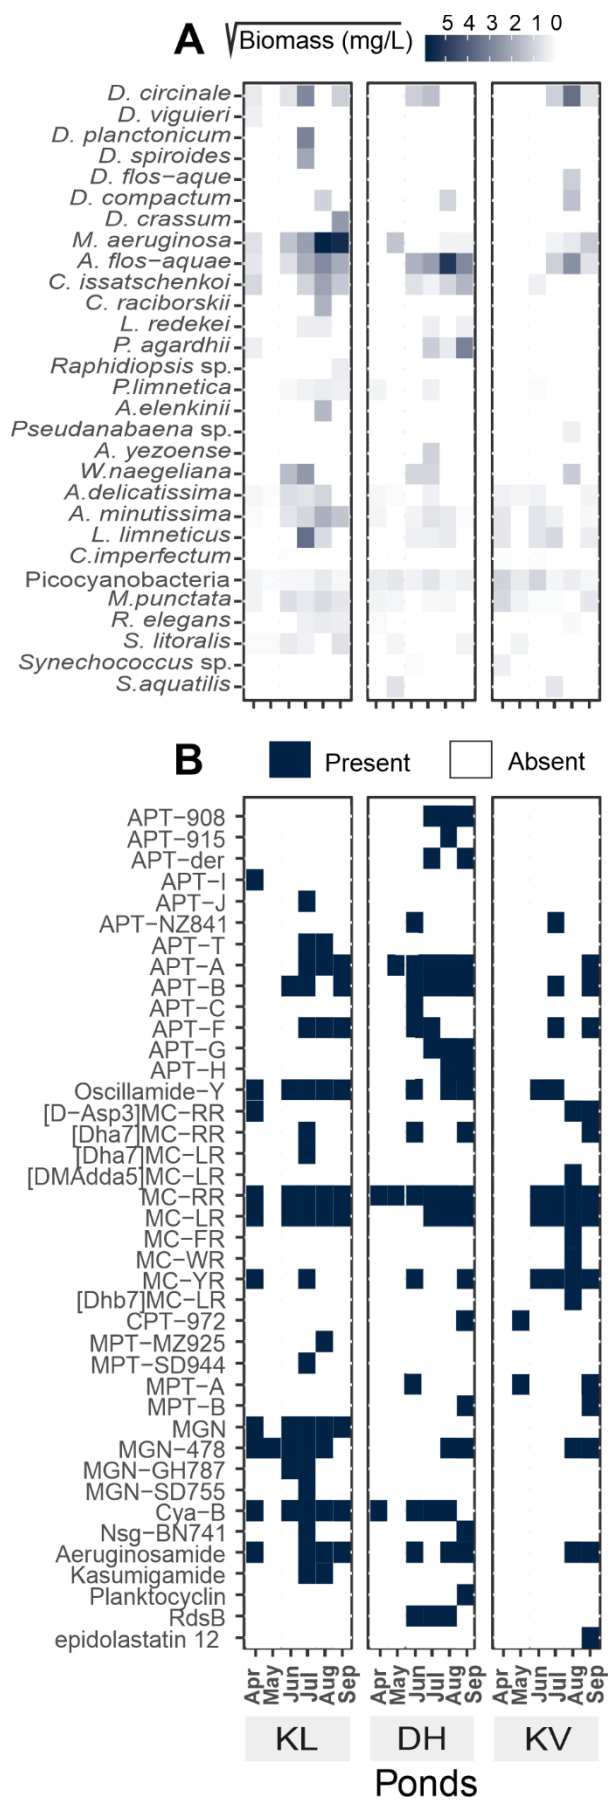 A √Biomass (mg/L) 5 4 3 2 1 0
D. circinale
D. viguieri
D. planctonicum
D. spiroides
D. flos−aque
D. compactum
D. crassum
M. aeruginosa
A. flos−aquae
C. issatschenkoi
C. raciborskii
L. redekei
P. agardhii
Raphidiopsis sp.
P.limnetica
A.elenkinii
Pseudanabaena sp.
A. yezoense
W.naegeliana
A.delicatissima
A. minutissima
L. limneticus
C.imperfectum
Picocyanobacteria
M.punctata
R. elegans
S. litoralis
Synechococcus sp.
S.aquatilis
B Present Absent
APT−908
APT−915
APT−der
APT−I
APT−J
APT−NZ841
APT−T
APT−A
APT−B
APT−C
APT−F
APT−G
APT−H
Oscillamide−Y
[D−Asp3]MC−RR
[Dha7]MC−RR
[Dha7]MC−LR
[DMAdda5]MC−LR
MC−RR
MC−LR
MC−FR
MC−WR
MC−YR
[Dhb7]MC−LR
CPT−972
MPT−MZ925
MPT−SD944
MPT−A
MPT−B
MGN
MGN−478
MGN−GH787
MGN−SD755
Cya−B
Nsg−BN741
Aeruginosamide
Kasumigamide
Planktocyclin
RdsB
epidolastatin 12
Apr May Jun Jul Aug Sep Apr May Jun Jul Aug Sep Apr May Jun Jul Aug Sep
KL DH KV
Ponds